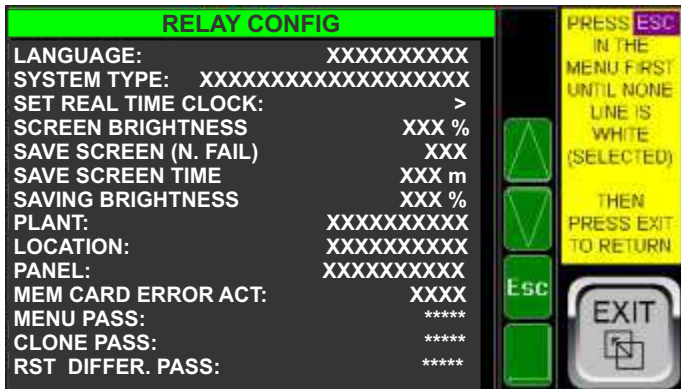 RELAY CONFIG
LANGUAGE: XXXXXXXXXX
SYSTEM TYPE: XXXXXXXXXXXXXXXXXXX
SET REAL TIME CLOCK: >
SCREEN BRIGHTNESS XXX %
SAVE SCREEN (N. FAIL) XXX
SAVE SCREEN TIME XXX m
SAVING BRIGHTNESS XXX %
PLANT: XXXXXXXXXX
LOCATION: XXXXXXXXXX
PANEL: XXXXXXXXXX
MEM CARD ERROR ACT: XXXX
MENU PASS: *****
CLONE PASS: *****
RST DIFFER. PASS: *****
Esc
PRESS ESC
IN THE
MENU FIRST
UNTIL NONE
LINE IS
WHITE
(SELECTED)
THEN
PRESS EXIT
TO RETURN
EXIT